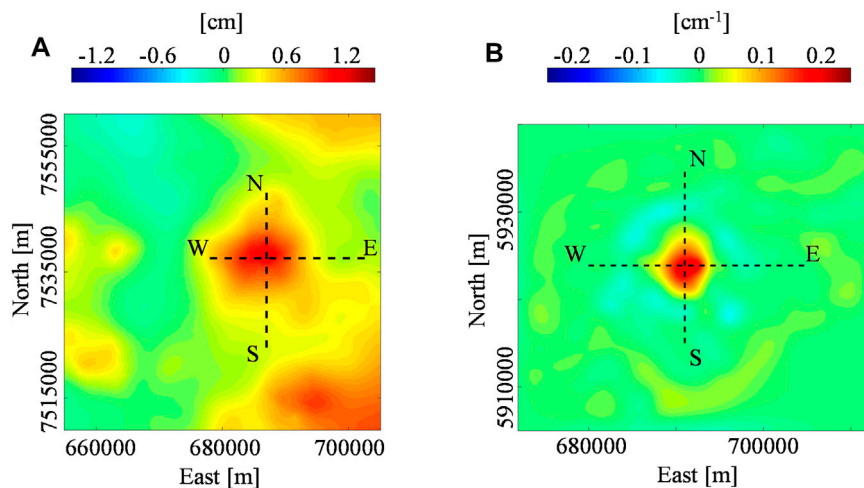 A
[cm]
-1.2 -0.6 0 0.6 1.2
N
W E
S
7555000
7535000
7515000
North [m]
660000 680000 700000
East [m]
B
[cm⁻¹]
-0.2 -0.1 0 0.1 0.2
N
W E
S
5930000
5910000
North [m]
680000 700000
East [m]